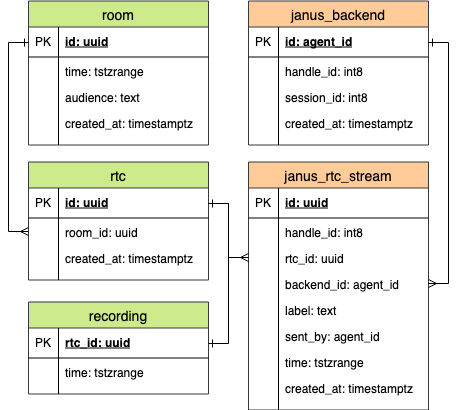 room
PK
id: uuid
time: tstzrange
audience: text
created_at: timestamptz
janus_backend
PK
id: agent_id
handle_id: int8
session_id: int8
created_at: timestamptz
rtc
PK
id: uuid
room_id: uuid
created_at: timestamptz
janus_rtc_stream
PK
id: uuid
handle_id: int8
rtc_id: uuid
backend_id: agent_id
label: text
sent_by: agent_id
time: tstzrange
created_at: timestamptz
recording
PK
rtc_id: uuid
time: tstzrange